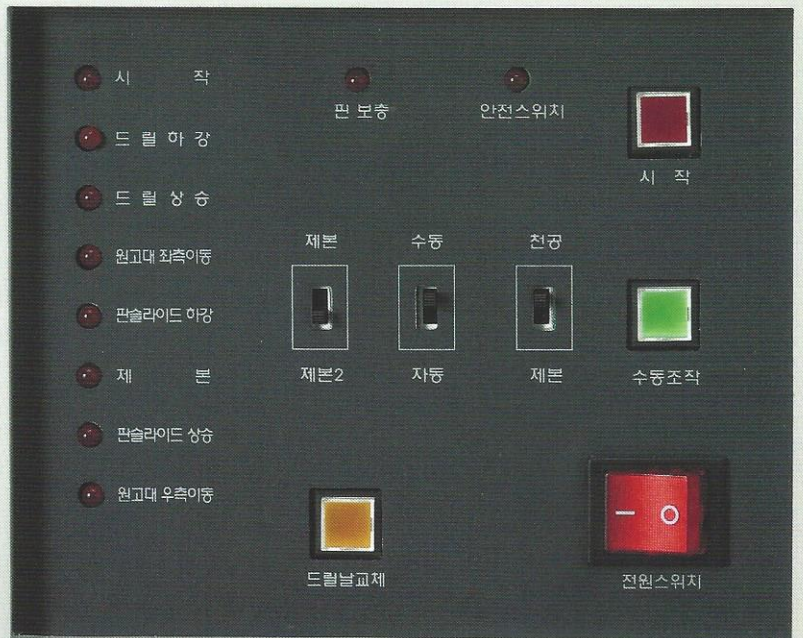 시 작
드 릴 하 강
드 릴 상 승
원고대 좌측이동
판슬라이드 하강
제 본
판슬라이드 상승
원고대 우측이동
핀 보충
안전스위치
시 작
제본
수동
천공
제본2
자동
제본
수동조작
드릴날교체
전원스위치